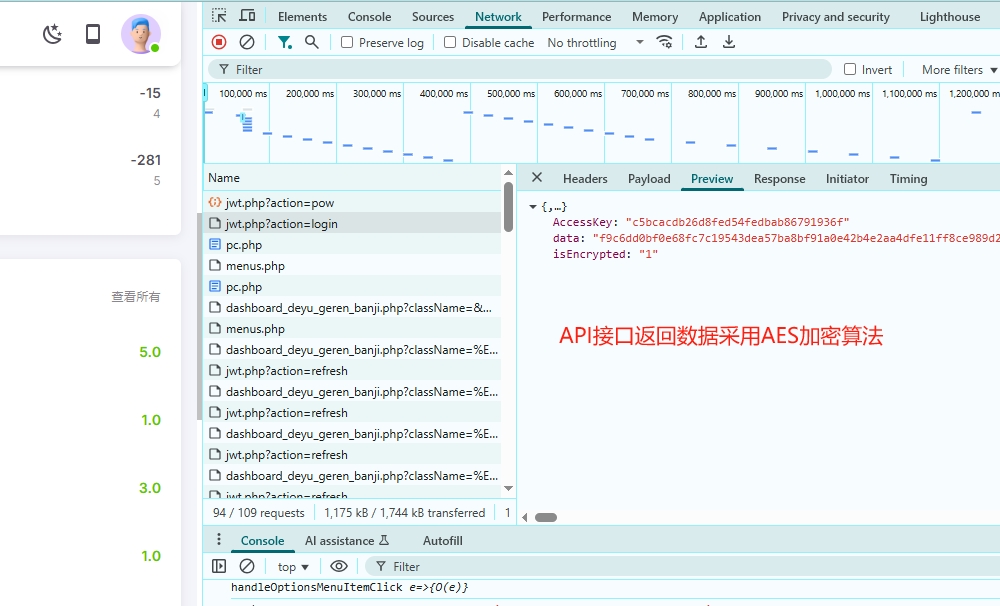 -15
4
-281
5
查看所有
5.0
1.0
3.0
1.0
Elements Console Sources Network Performance Memory Application Privacy and security Lighthouse
Preserve log Disable cache No throttling
Filter Invert More filters
100,000 ms 200,000 ms 300,000 ms 400,000 ms 500,000 ms 600,000 ms 700,000 ms 800,000 ms 900,000 ms 1,000,000 ms 1,100,000 ms 1,200,000 m
Name
jwt.php?action=pow
jwt.php?action=login
pc.php
menus.php
pc.php
dashboard_deyu_geren_banji.php?className=&...
menus.php
dashboard_deyu_geren_banji.php?className=%E...
jwt.php?action=refresh
dashboard_deyu_geren_banji.php?className=%E...
jwt.php?action=refresh
dashboard_deyu_geren_banji.php?className=%E...
jwt.php?action=refresh
dashboard_deyu_geren_banji.php?className=%E...
jwt.php?action=refresh
94 / 109 requests 1,175 kB / 1,744 kB transferred 1
Headers Payload Preview Response Initiator Timing
{,…}
AccessKey: "c5bcacdb26d8fed54fedbab86791936f"
data: "f9c6dd0bf0e68fc7c19543dea57ba8bf91a0e42b4e2aa4dfe11ff8ce989d2
isEncrypted: "1"
API接口返回数据采用AES加密算法
Console AI assistance Autofill
top Filter
handleOptionsMenuItemClick e=>{O(e)}